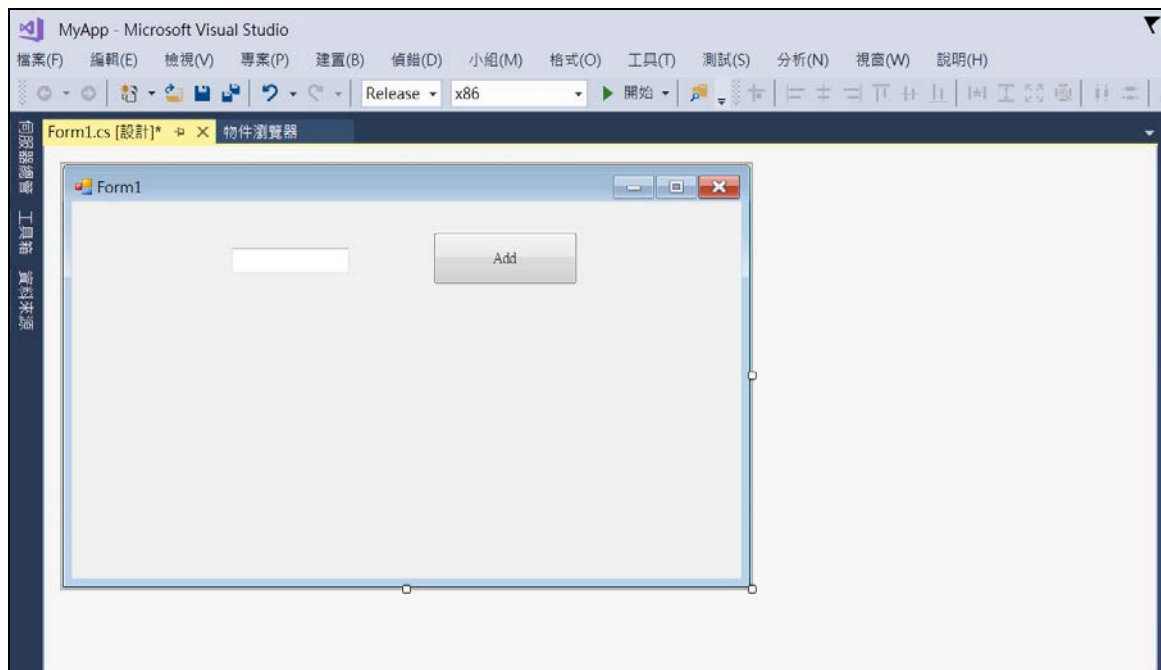 MyApp - Microsoft Visual Studio
檔案(F) 編輯(E) 檢視(V) 專案(P) 建置(B) 偵錯(D) 小組(M) 格式(O) 工具(T) 測試(S) 分析(N) 視窗(W) 說明(H)
Release x86 開始
Form1.cs [設計]* 物件瀏覽器
伺服器總管
工具箱
資料來源
Form1
Add